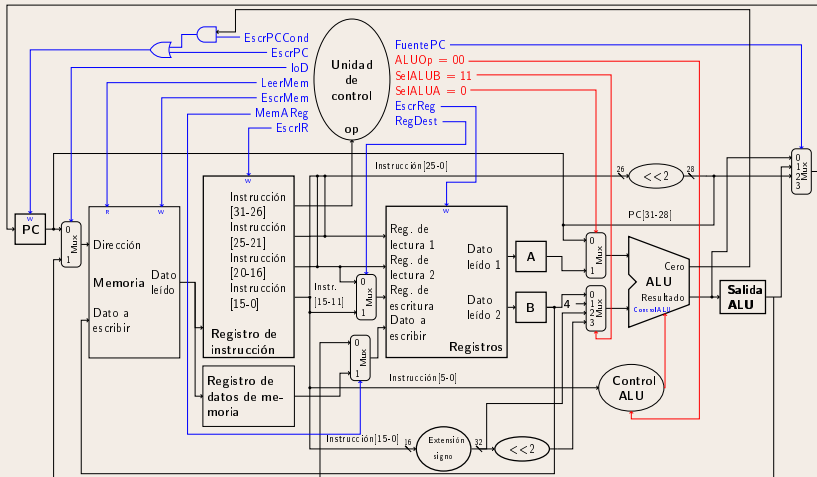 EscrPCCond
EscrPC
IoD
LeerMem
EscrMem
MemAReg
EscrIR
Unidad
de
control
op
FuentePC
ALUOp = 00
SelALUB = 11
SelALUA = 0
EscrReg
RegDest
Instrucción[25-0]
26
<<2
28
PC[31-28]
0
1
2
3
Mux
W
PC
0
Mux
1
R
W
Dirección
Memoria
Dato
leído
Dato a
escribir
W
Instrucción
[31-26]
Instrucción
[25-21]
Instrucción
[20-16]
Instrucción
[15-0]
Registro de
instrucción
Registro de
datos de me-
moria
Instr.
[15-11]
0
Mux
1
0
Mux
1
W
Reg. de
lectura 1
Reg. de
lectura 2
Reg. de
escritura
Dato a
escribir
Dato
leído 1
Dato
leído 2
Registros
A
B
4
0
Mux
1
0
1
2
3
Mux
Cero
ALU
Resultado
ControlALU
Salida
ALU
Instrucción[5-0]
Control
ALU
Instrucción[15-0]
16
Extensión
signo
32
<<2